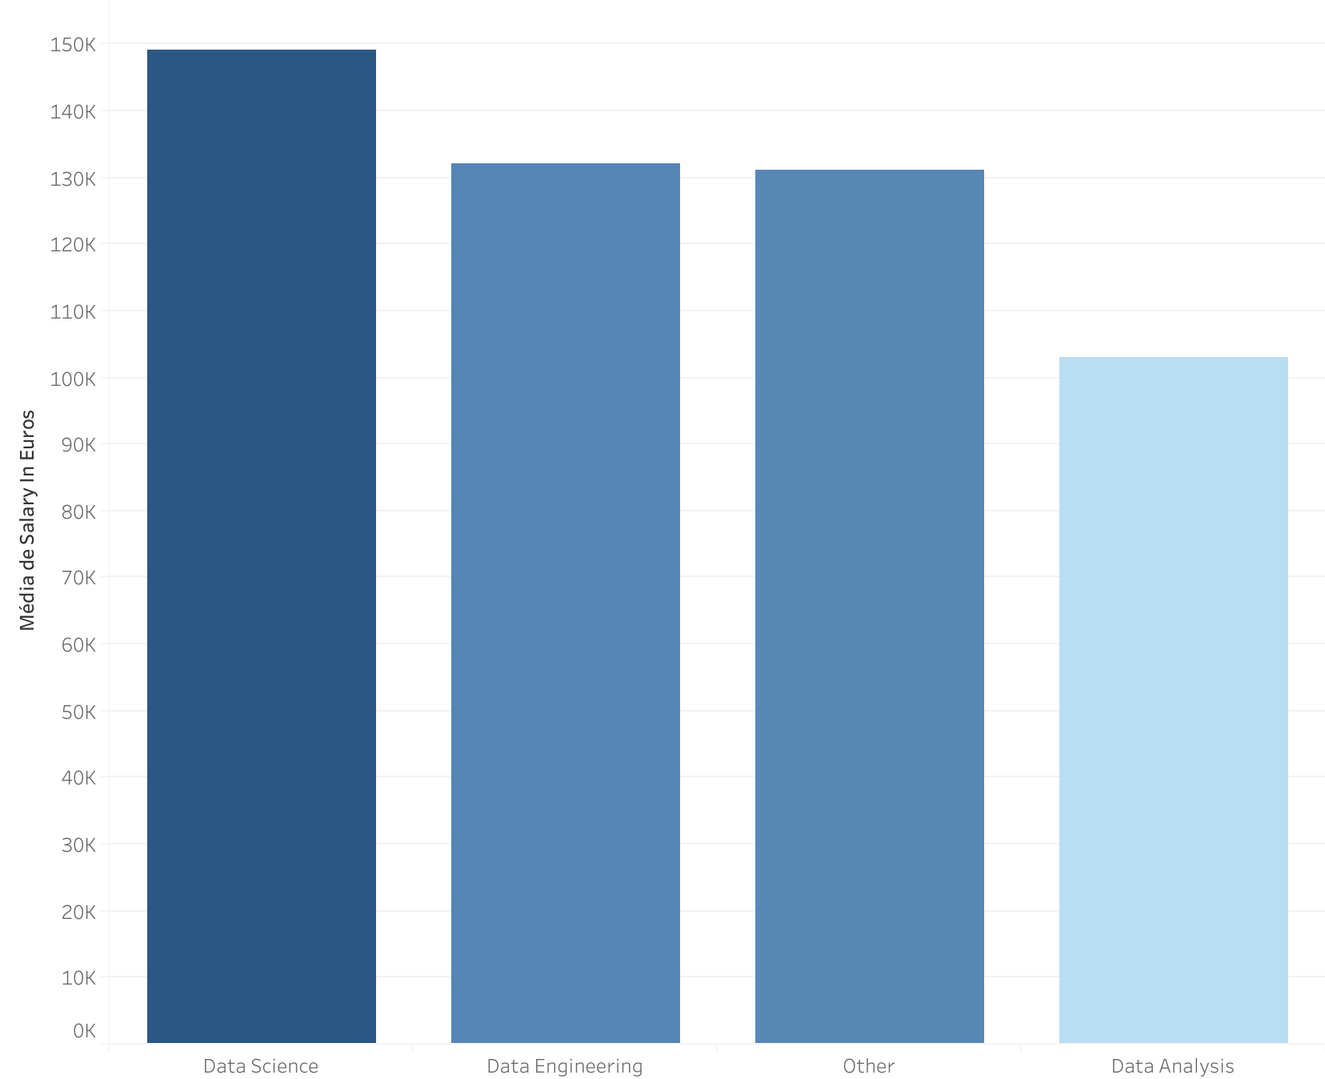 150K
140K
130K
120K
110K
100K
90K
80K
70K
60K
50K
40K
30K
20K
10K
0K
Média de Salary In Euros
Data Science
Data Engineering
Other
Data Analysis